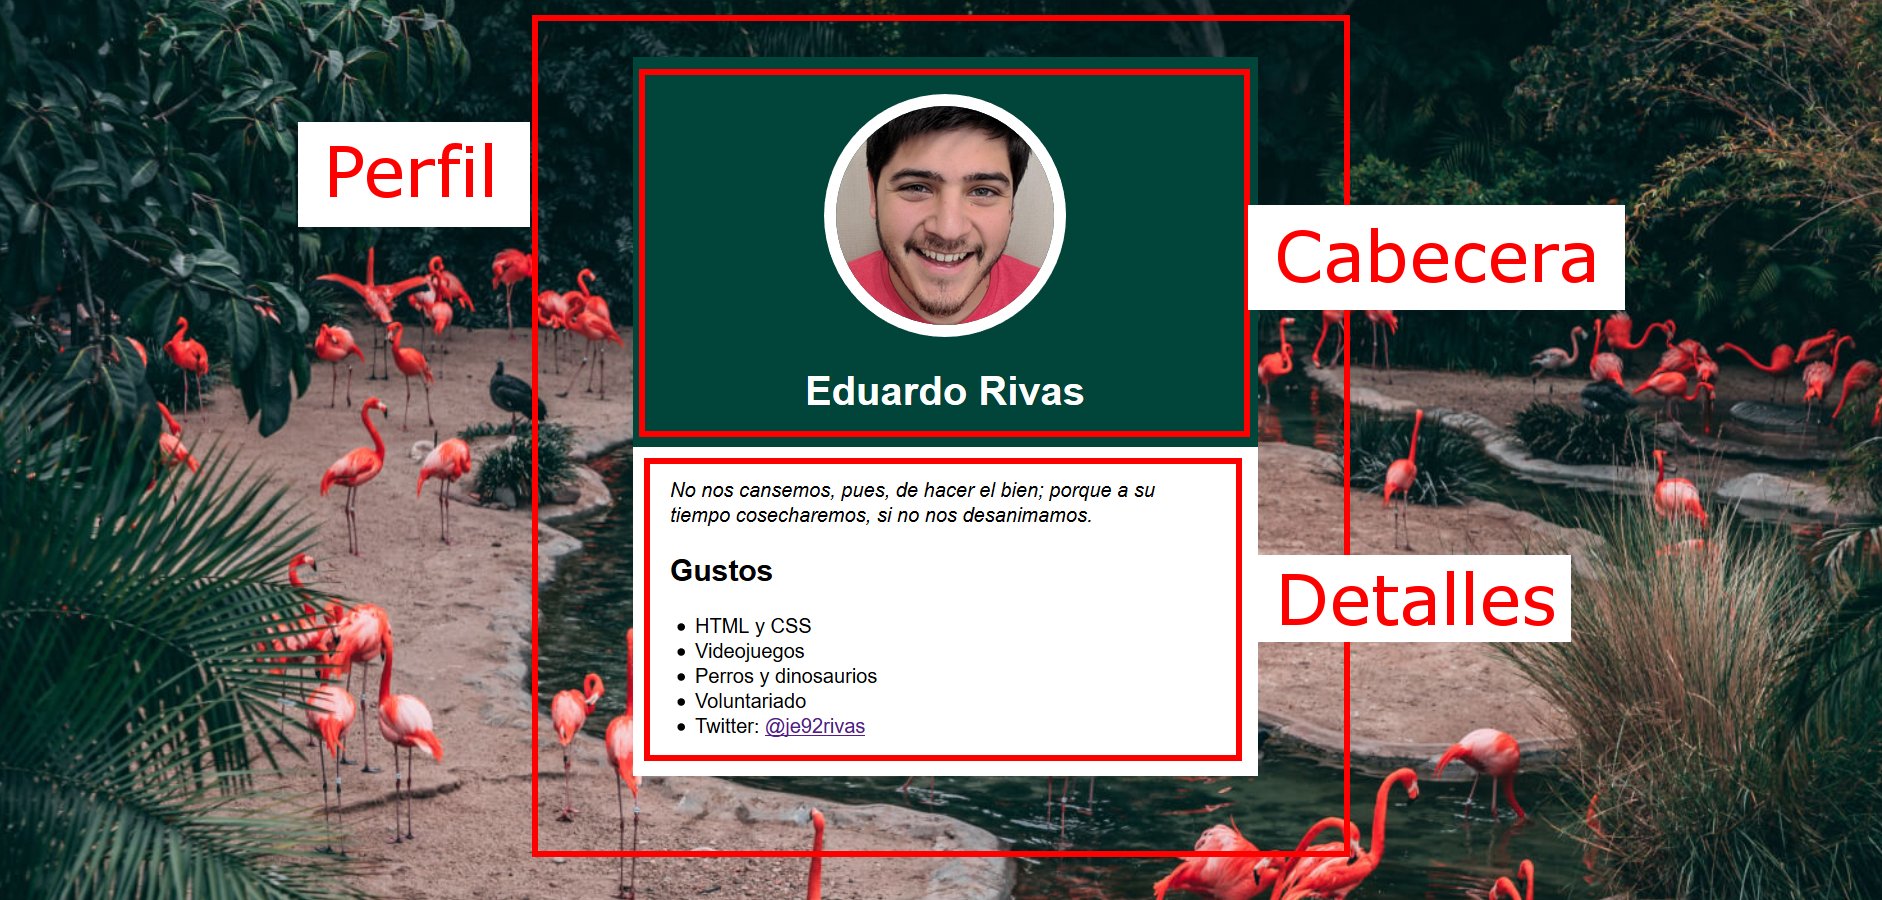 Perfil
Cabecera
Eduardo Rivas
No nos cansemos, pues, de hacer el bien; porque a su
tiempo cosecharemos, si no nos desanimamos.
Gustos
Detalles
HTML y CSS
Videojuegos
Perros y dinosaurios
Voluntariado
Twitter: @je92rivas